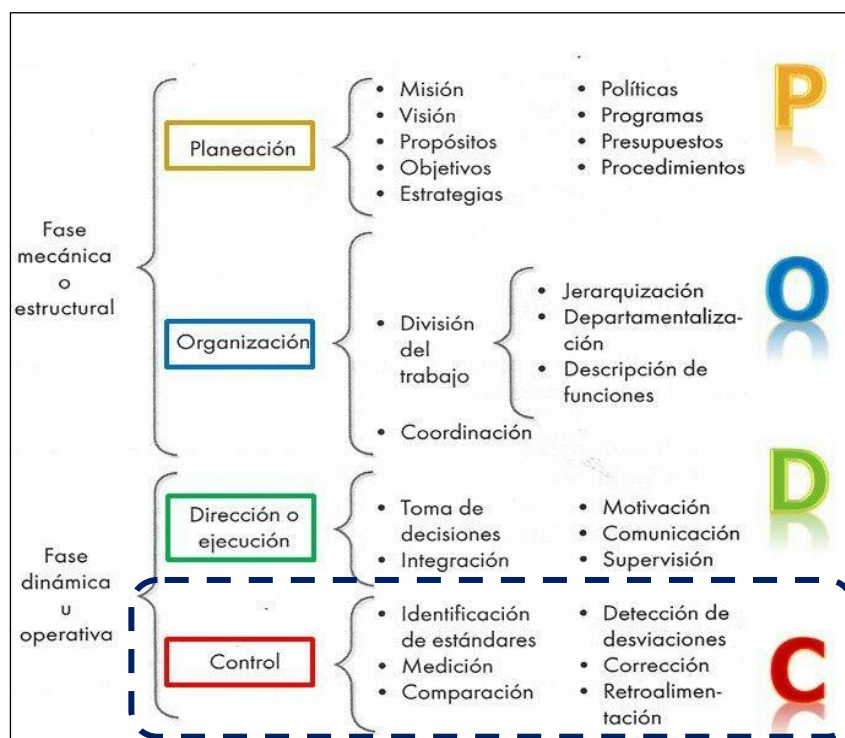 Fase
mecánica
o
estructural
Planeación
• Misión
• Visión
• Propósitos
• Objetivos
• Estrategias
• Políticas
• Programas
• Presupuestos
• Procedimientos
P
Organización
• División
del
trabajo
• Jerarquización
• Departamentaliza-
ción
• Descripción de
funciones
• Coordinación
O
Fase
dinámica
u
operativa
Dirección o
ejecución
• Toma de
decisiones
• Integración
• Motivación
• Comunicación
• Supervisión
D
Control
• Identificación
de estándares
• Medición
• Comparación
• Detección de
desviaciones
• Corrección
• Retroalimen-
tación
C